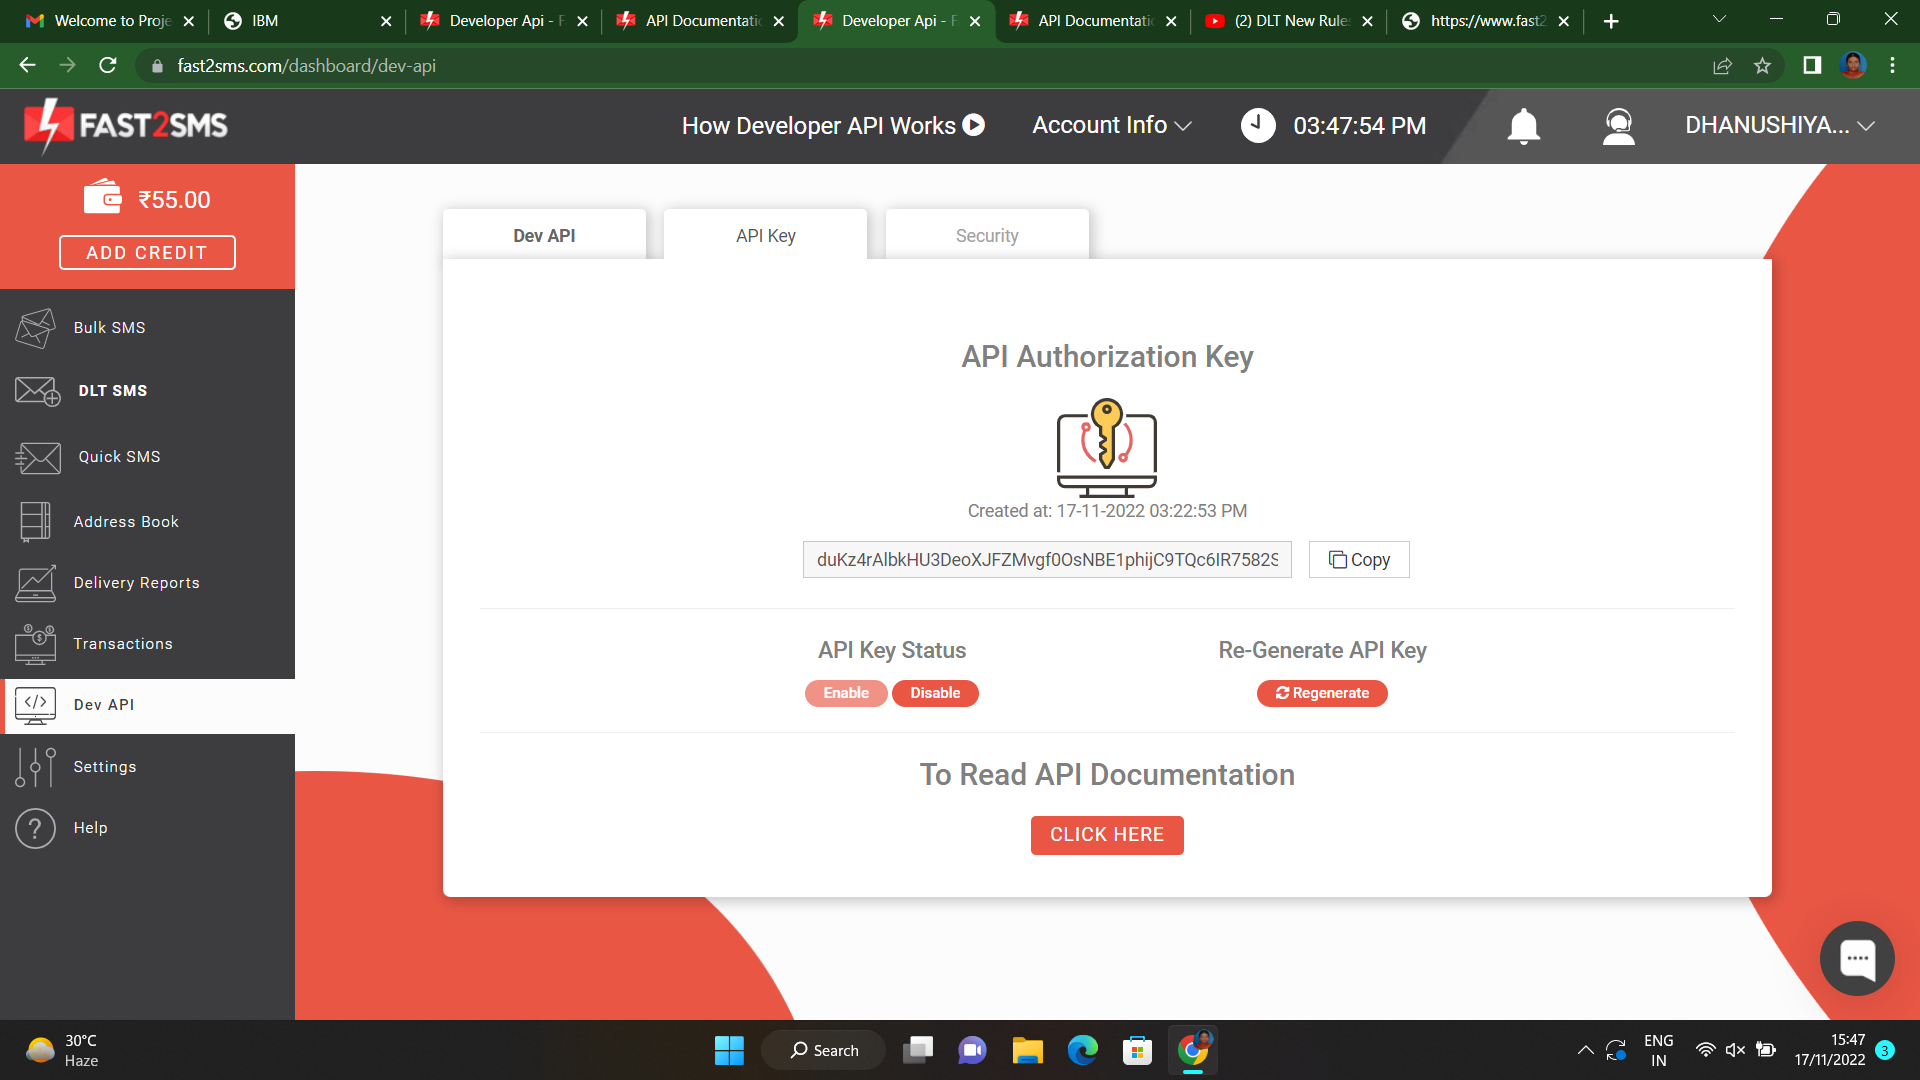 Welcome to Proje
IBM
Developer Api - F
API Documentatio
Developer Api - F
API Documentatio
(2) DLT New Rule
https://www.fast2
fast2sms.com/dashboard/dev-api
FAST2SMS
How Developer API Works
Account Info
03:47:54 PM
DHANUSHIYA...
₹55.00
ADD CREDIT
Bulk SMS
DLT SMS
Quick SMS
Address Book
Delivery Reports
Transactions
Dev API
Settings
Help
Dev API
API Key
Security
API Authorization Key
Created at: 17-11-2022 03:22:53 PM
duKz4rAlbkHU3DeoXJFZMvgf0OsNBE1phijC9TQc6IR7582S
Copy
API Key Status
Re-Generate API Key
Enable
Disable
Regenerate
To Read API Documentation
CLICK HERE
30°C
Haze
Search
ENG
IN
15:47
17/11/2022
3